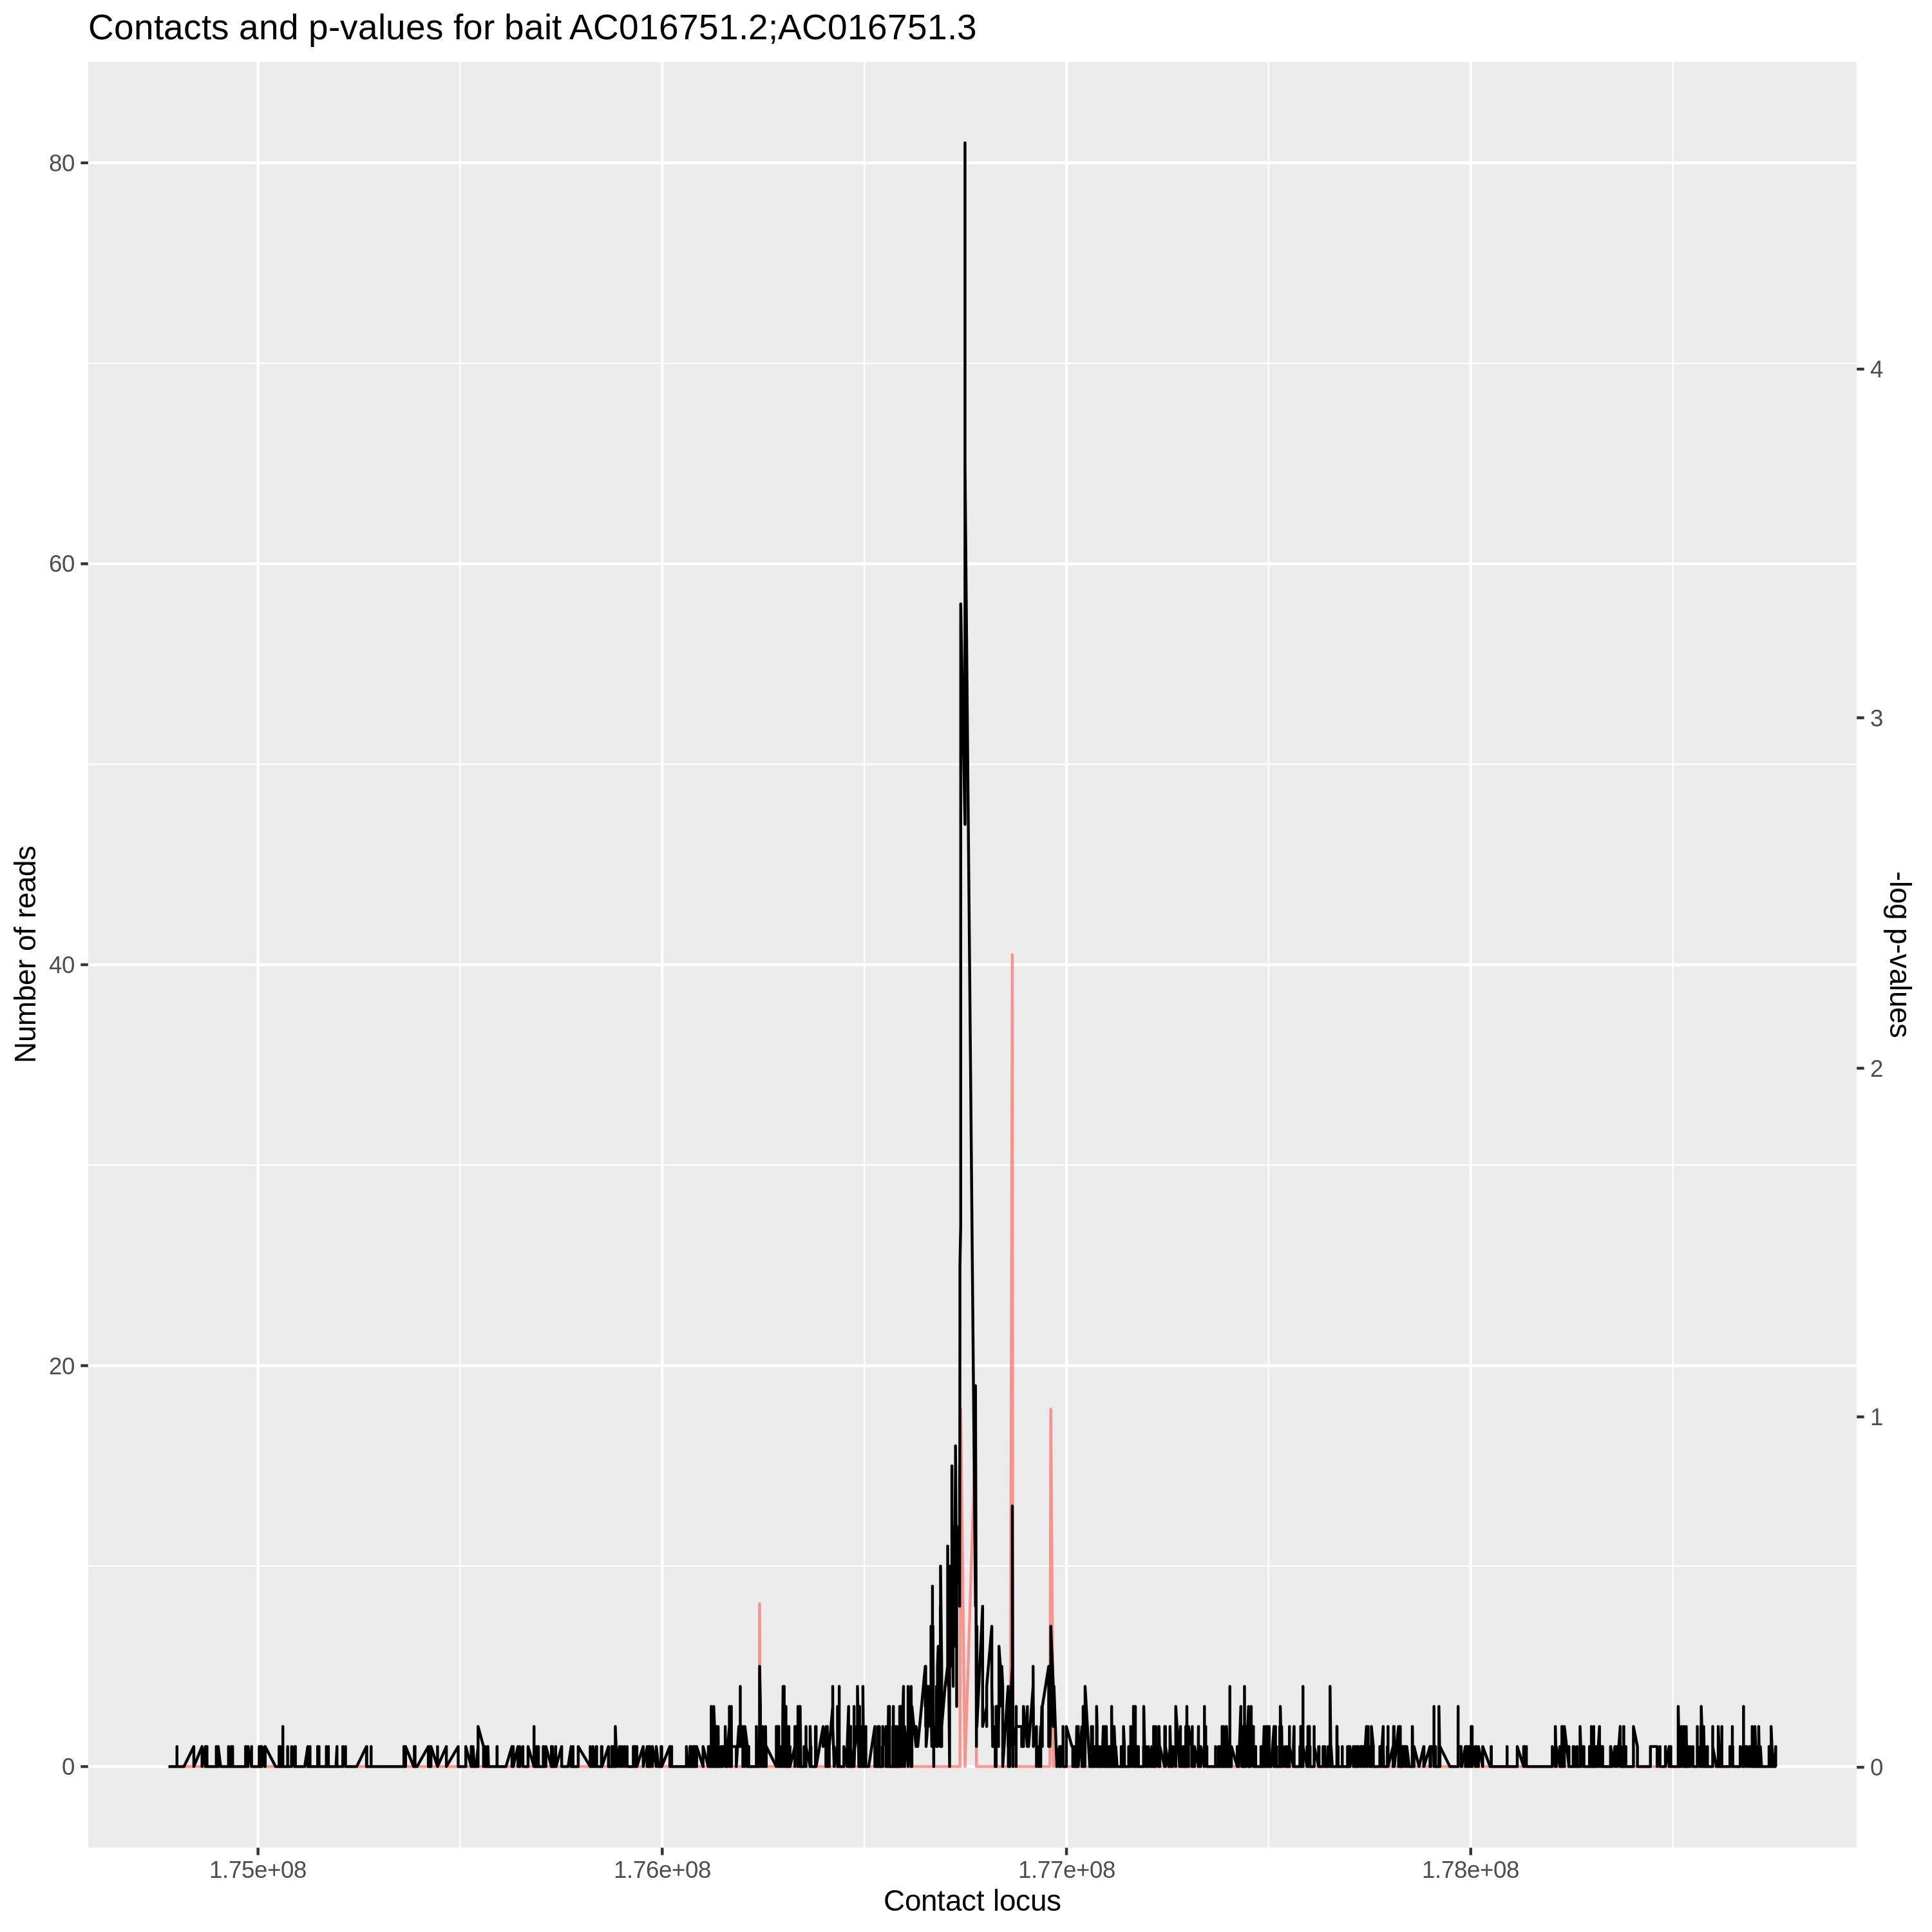 Contacts and p-values for bait AC016751.2;AC016751.3
80
60
40
20
0
Number of reads
4
3
2
1
0
-log p-values
1.75e+08
1.76e+08
1.77e+08
1.78e+08
Contact locus